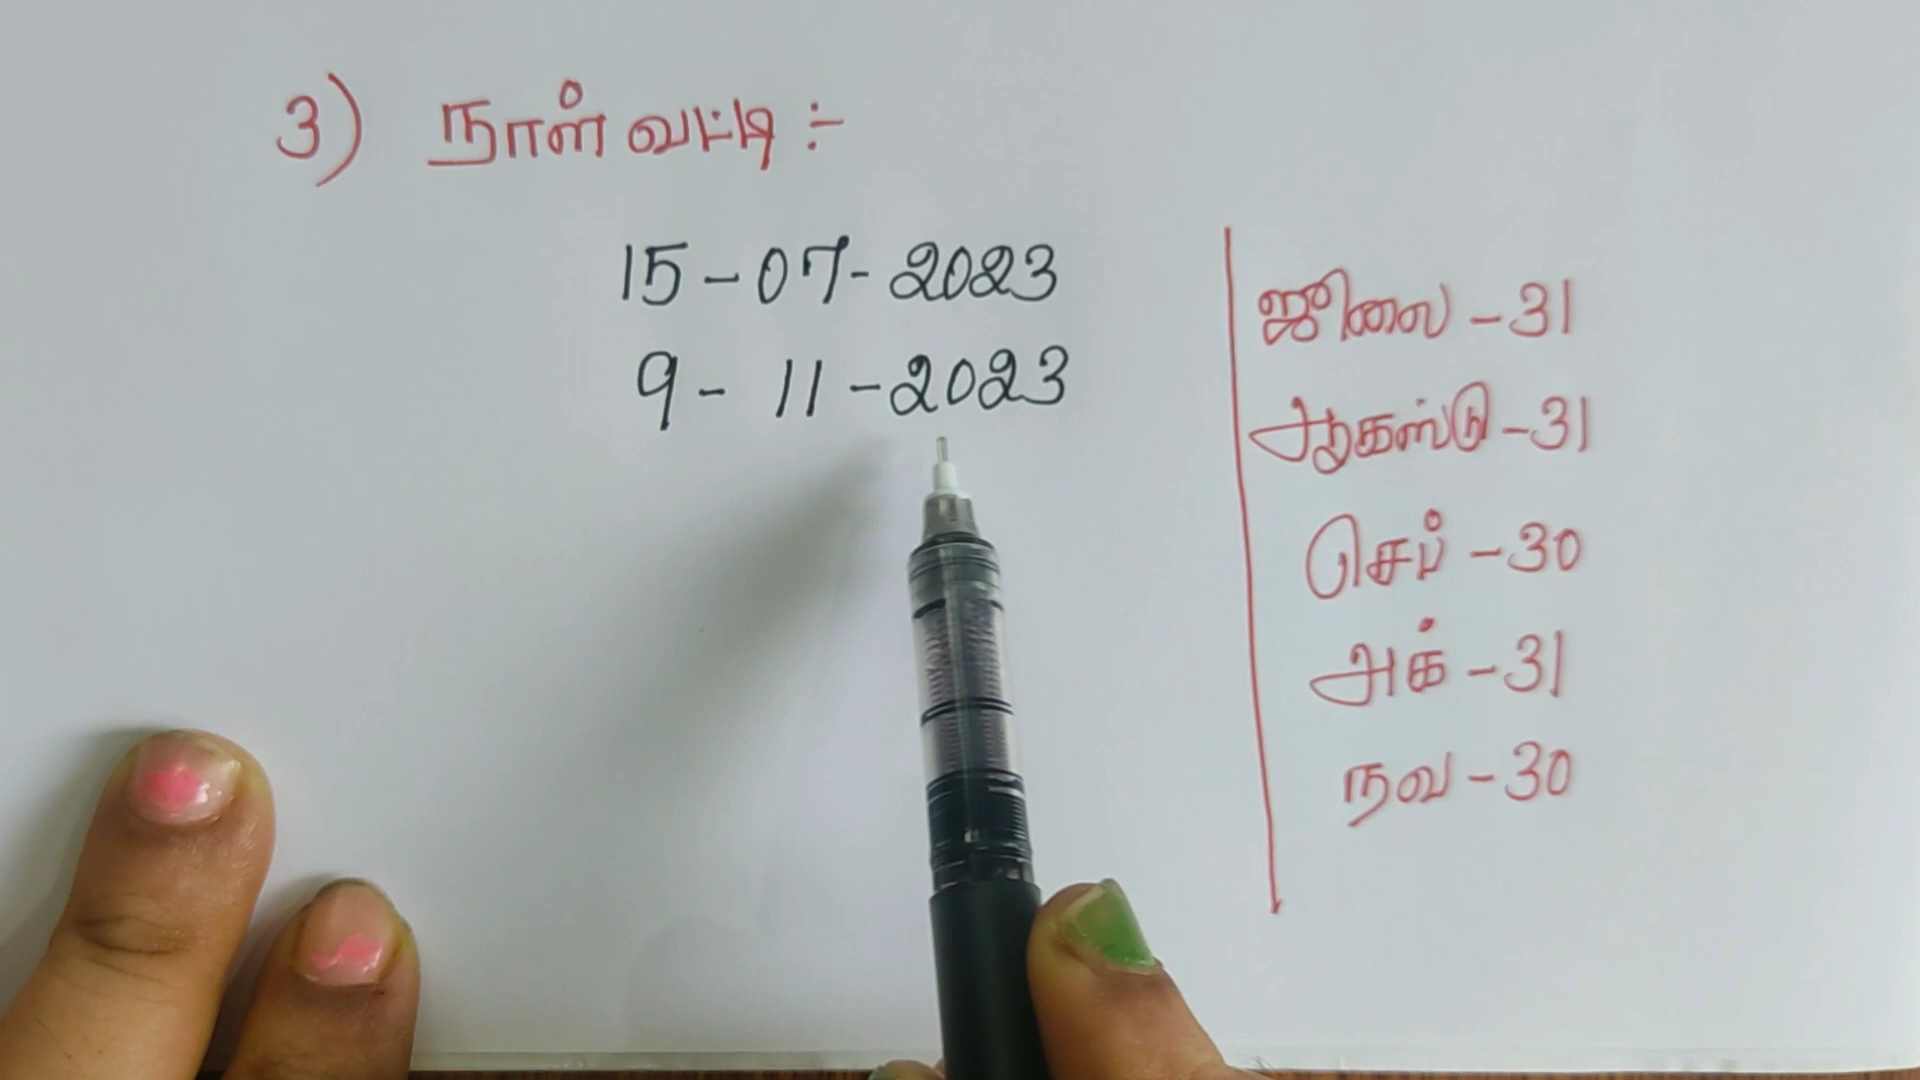 3) நாள் வட்டி :-
15-07-2023
9-11-2023
ஜூலை - 31
ஆகஸ்டு - 31
செப் - 30
அக் - 31
நவ - 30